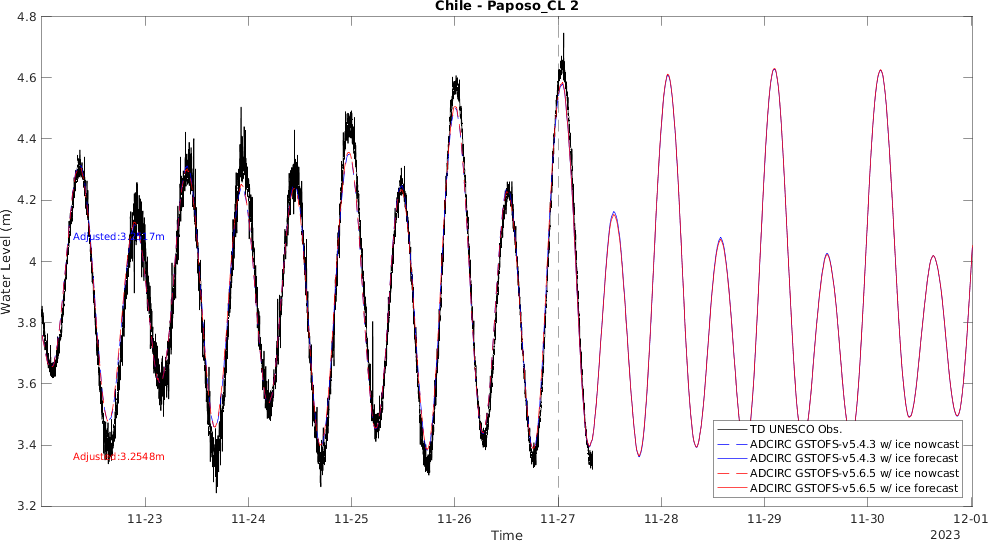 Chile - Paposo_CL 2
4.8
4.6
4.4
4.2
4
3.8
3.6
3.4
3.2
Water Level (m)
Adjusted:3. 17m
Adjusted:3.2548m
TD UNESCO Obs.
ADCIRC GSTOFS-v5.4.3 w/ ice nowcast
ADCIRC GSTOFS-v5.4.3 w/ ice forecast
ADCIRC GSTOFS-v5.6.5 w/ ice nowcast
ADCIRC GSTOFS-v5.6.5 w/ ice forecast
11-23 11-24 11-25 11-26 11-27 11-28 11-29 11-30 12-01
Time
2023